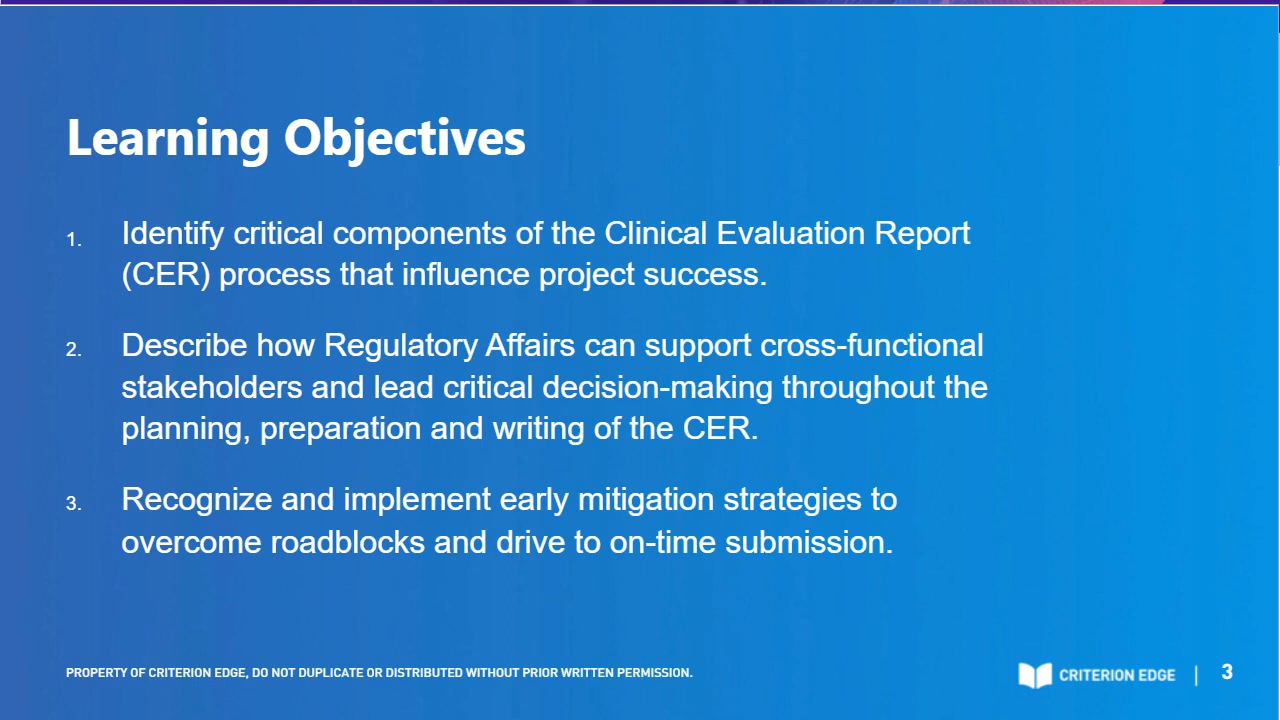 Learning Objectives
1. Identify critical components of the Clinical Evaluation Report
(CER) process that influence project success.
2. Describe how Regulatory Affairs can support cross-functional
stakeholders and lead critical decision-making throughout the
planning, preparation and writing of the CER.
3. Recognize and implement early mitigation strategies to
overcome roadblocks and drive to on-time submission.
PROPERTY OF CRITERION EDGE, DO NOT DUPLICATE OR DISTRIBUTED WITHOUT PRIOR WRITTEN PERMISSION.
CRITERION EDGE | 3